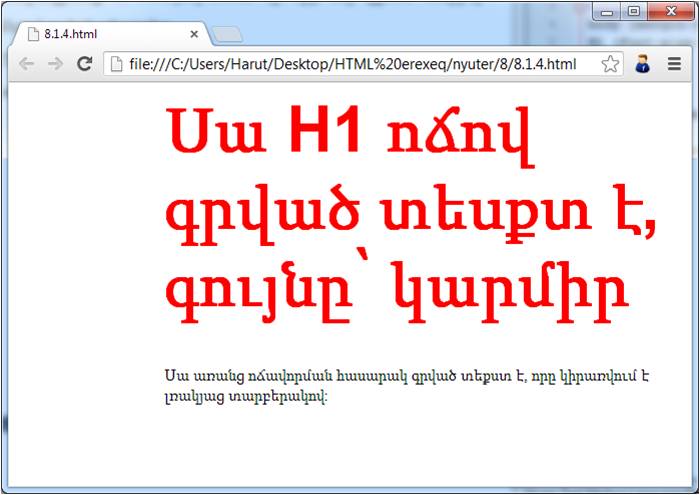 8.1.4.html
file:///C:/Users/Harut/Desktop/HTML%20erexeq/nyuter/8/8.1.4.html
Սա H1 ոճով
գրված տեսքտ է,
գույնը՝ կարմիր
Սա առանց ոճավորման հասարակ գրված տեքստ է, որը կիրառվում է
լռակյաց տարբերակով: